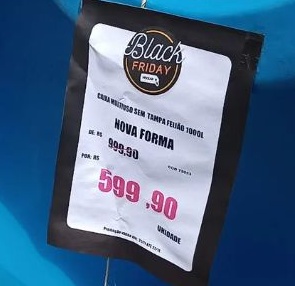 Black
FRIDAY
CAIXA MULTIUSO SEM TAMPA FEIJÃO 1000L
NOVA FORMA
DE: R$ 999,90
POR: R$
599 ,90
UNIDADE